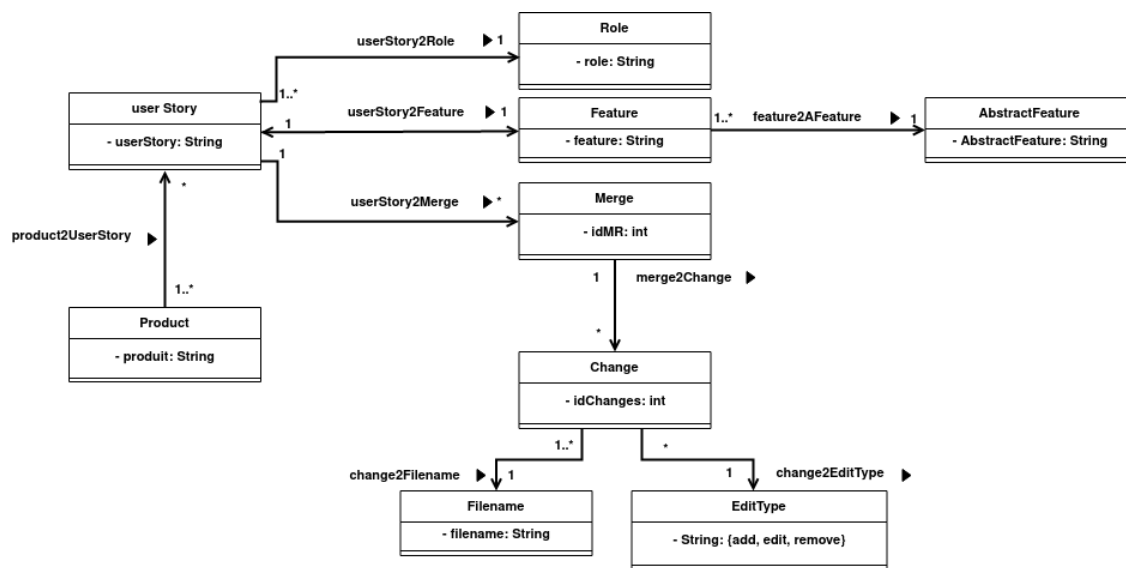 Role
userStory2Role ▶ 1
- role: String
1..*
user Story
userStory2Feature ▶ 1
Feature
1..* feature2AFeature ▶ 1
AbstractFeature
- userStory: String
1
- feature: String
- AbstractFeature: String
1
*
userStory2Merge ▶ *
Merge
- idMR: int
product2UserStory ▶
1 merge2Change ▶
1..*
Product
*
- produit: String
Change
- idChanges: int
1..*
*
change2Filename ▶ 1
1 change2EditType ▶
Filename
EditType
- filename: String
- String: {add, edit, remove}